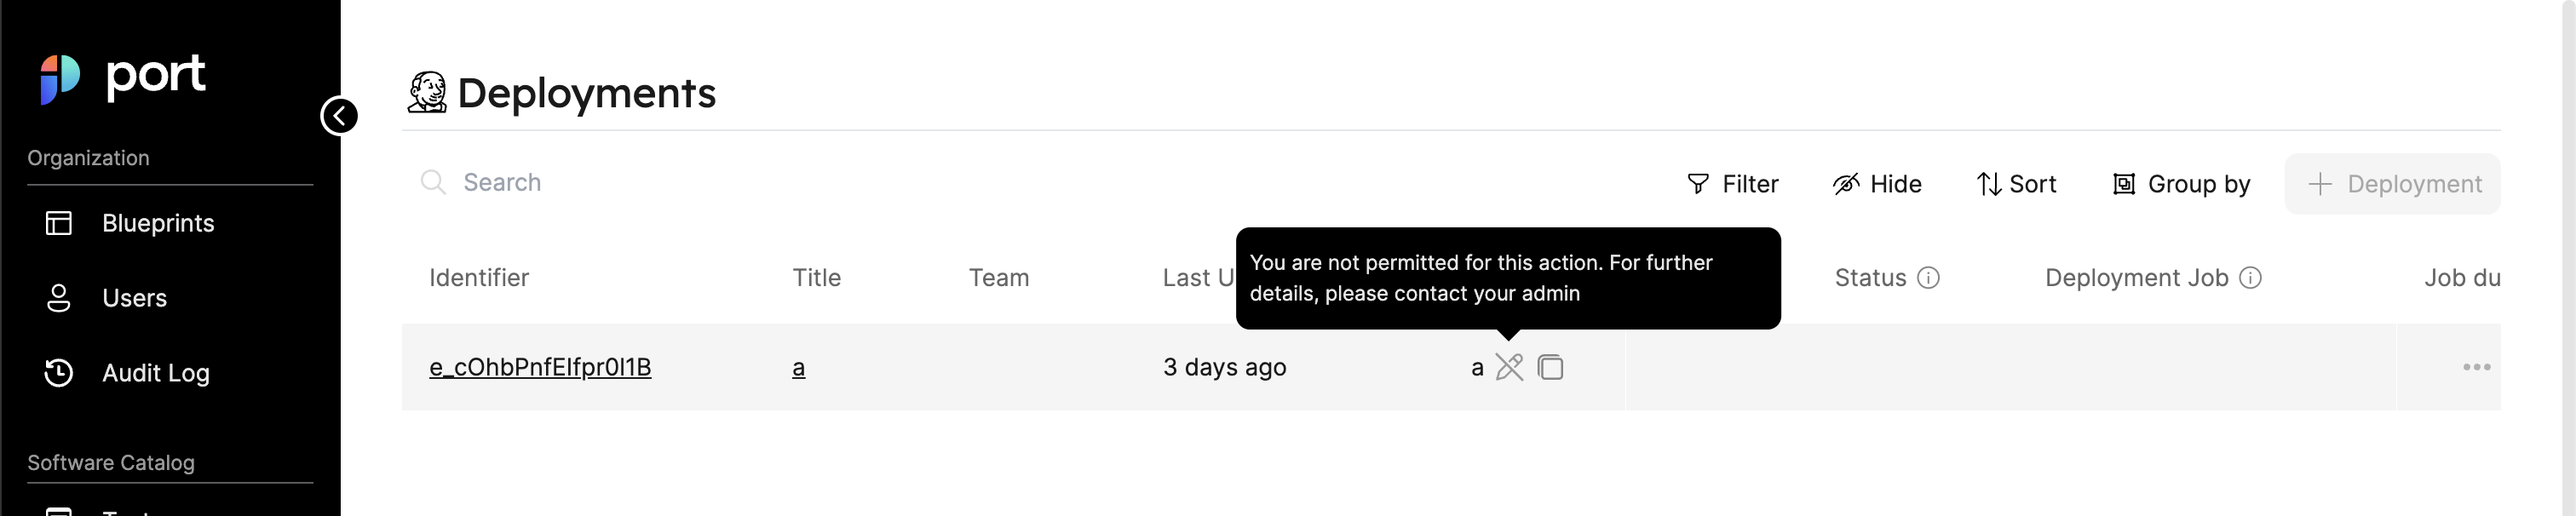 port
Deployments
Organization
Search
Filter
Hide
Sort
Group by
Deployment
Blueprints
You are not permitted for this action. For further
details, please contact your admin
Identifier
Title
Team
Last U
Status
Deployment Job
Job du
Users
e_cOhbPnfElfpr0l1B
a
3 days ago
a
Audit Log
Software Catalog